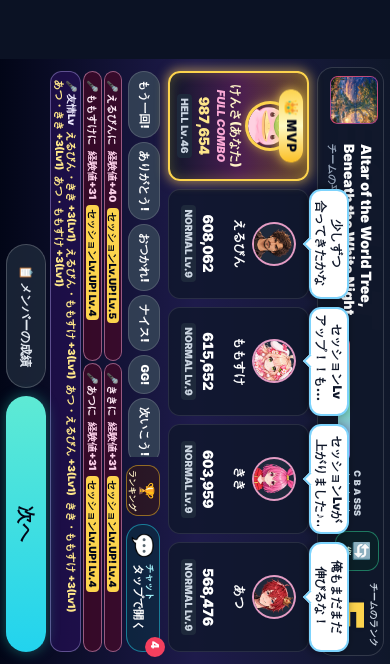 Altar of the World Tree,
Beneath the White Night
チームの
C B A S SS
チームのランク
少しずつ
合ってきたかな
セッションLv
アップ！！も…
セッションLvが
上がりました♪…
俺もまだまだ
伸びるな！
MVP
けんさ(あなた)
FULL COMBO
987,654
HELL Lv.46
えるびん
608,062
NORMAL Lv.9
ももすけ
615,652
NORMAL Lv.9
きき
603,959
NORMAL Lv.9
あつ
568,476
NORMAL Lv.9
もう一回!
ありがとう!
おつかれ!
ナイス!
GO!
次いこう!
ランキング
チャット
タップで開く
4
えるびんに 経験値+40 セッションLv.UP! Lv.5
ききに 経験値+31 セッションLv.UP! Lv.4
ももすけに 経験値+31 セッションLv.UP! Lv.4
あつに 経験値+31 セッションLv.UP! Lv.4
友情Lv えるびん・きき +3(Lv1) えるびん・ももすけ +3(Lv1) あつ・えるびん +3(Lv1) きき・ももすけ +3(Lv1)
あつ・きき +3(Lv1) あつ・ももすけ +3(Lv1)
メンバーの成績
次へ